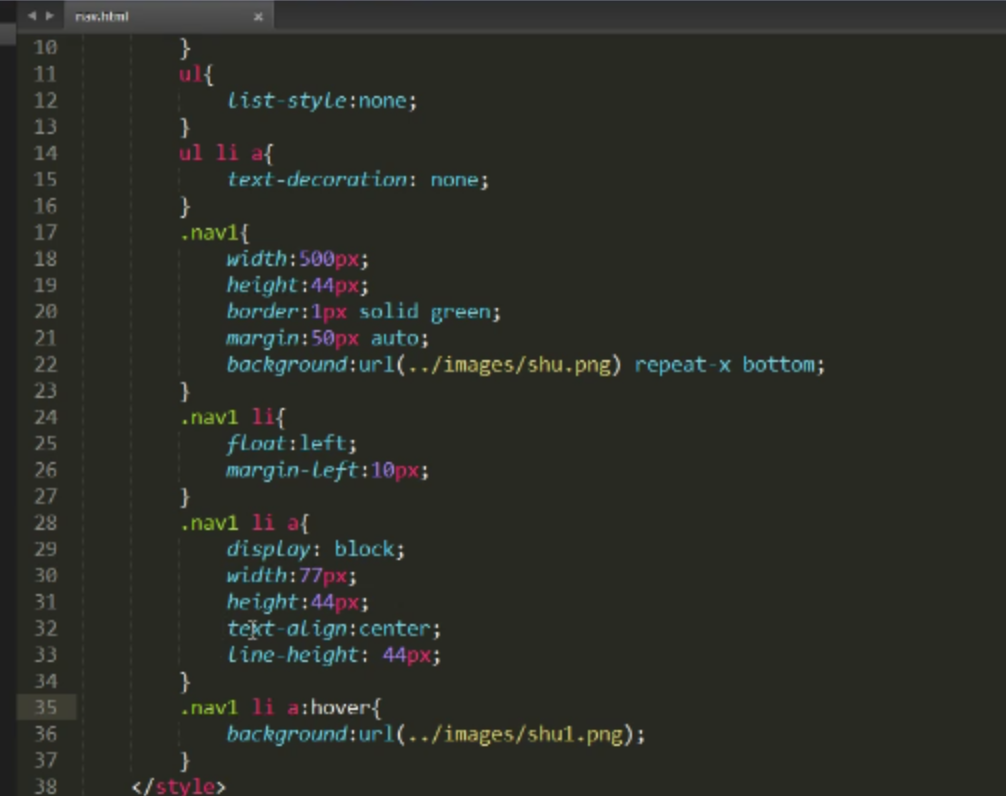 nav.html ×
10 }
11 ul{
12 list-style:none;
13 }
14 ul li a{
15 text-decoration: none;
16 }
17 .nav1{
18 width:500px;
19 height:44px;
20 border:1px solid green;
21 margin:50px auto;
22 background:url(../images/shu.png) repeat-x bottom;
23 }
24 .nav1 li{
25 float:left;
26 margin-left:10px;
27 }
28 .nav1 li a{
29 display: block;
30 width:77px;
31 height:44px;
32 text-align:center;
33 line-height: 44px;
34 }
35 .nav1 li a:hover{
36 background:url(../images/shu1.png);
37 }
38 </style>